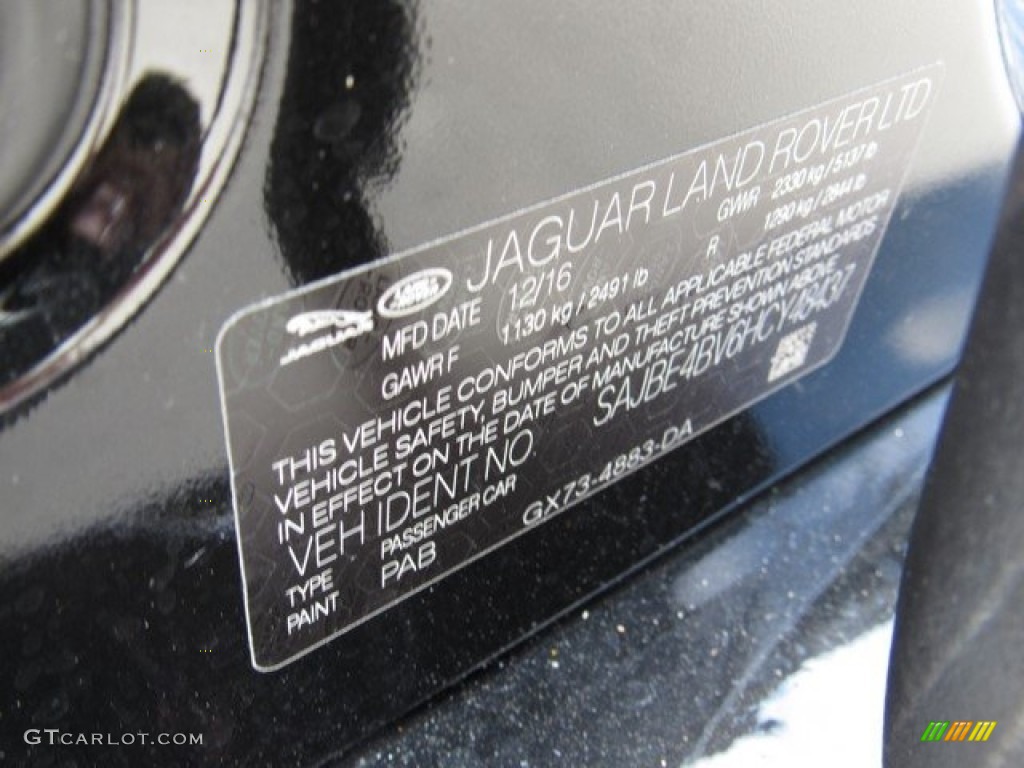 JAGUAR LAND ROVER LTD
JAGUAR
MFD DATE 12/16 GVWR 2330 kg / 5137 lb
GAWR F 1130 kg / 2491 lb R 1290 kg / 2844 lb
THIS VEHICLE CONFORMS TO ALL APPLICABLE FEDERAL MOTOR
VEHICLE SAFETY, BUMPER AND THEFT PREVENTION STANDARDS
IN EFFECT ON THE DATE OF MANUFACTURE SHOWN ABOVE
VEH IDENT NO. SAJBE4BV6HCY48437
TYPE PASSENGER CAR
PAINT PAB GX73-4883-DA
GTCARLOT.COM